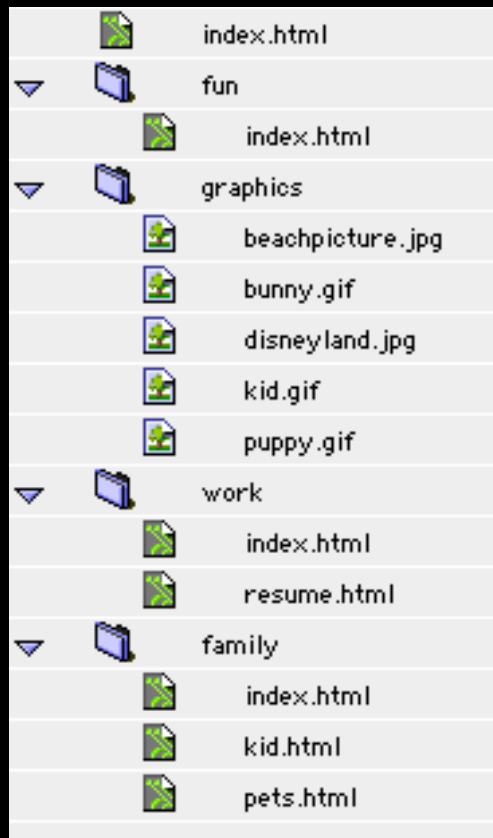 index.html
fun
index.html
graphics
beachpicture.jpg
bunny.gif
disneyland.jpg
kid.gif
puppy.gif
work
index.html
resume.html
family
index.html
kid.html
pets.html